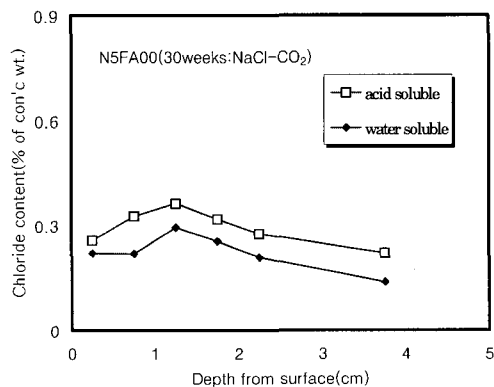 0.9
N5FA00(30weeks:NaCl-CO₂)
acid soluble
water soluble
0.6
0.3
0
Chloride content(% of con'c wt.)
0 1 2 3 4 5
Depth from surface(cm)